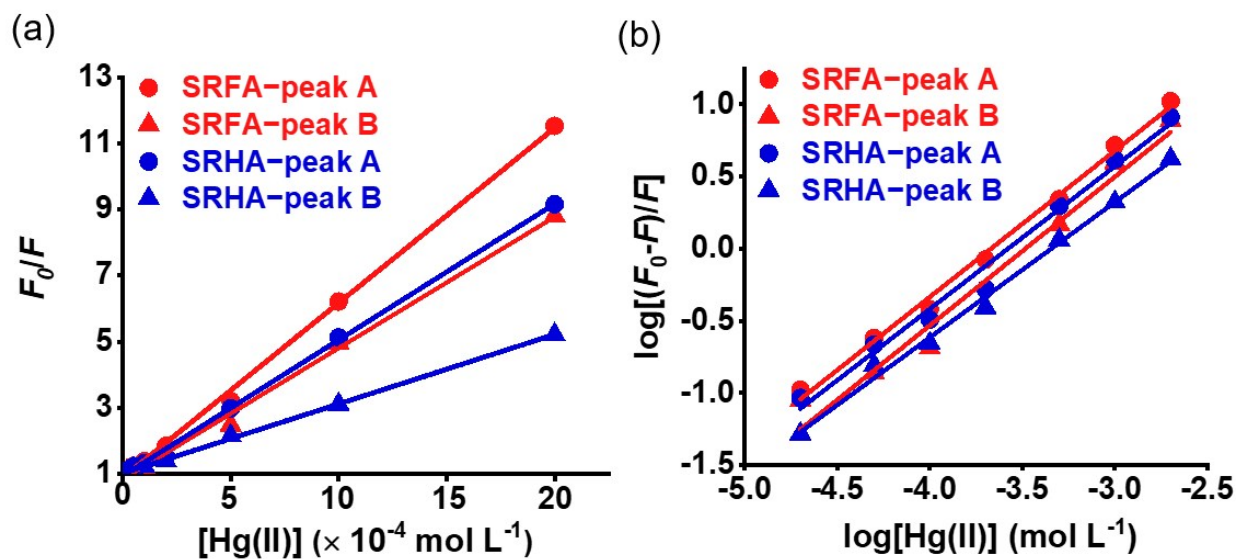 (a)
13
11
9
7
5
3
1
F₀/F
SRFA−peak A
SRFA−peak B
SRHA−peak A
SRHA−peak B
0 5 10 15 20
[Hg(II)] (× 10⁻⁴ mol L⁻¹)
(b)
1.0
0.5
0.0
-0.5
-1.0
-1.5
log[(F₀-F)/F]
SRFA−peak A
SRFA−peak B
SRHA−peak A
SRHA−peak B
-5.0 -4.5 -4.0 -3.5 -3.0 -2.5
log[Hg(II)] (mol L⁻¹)